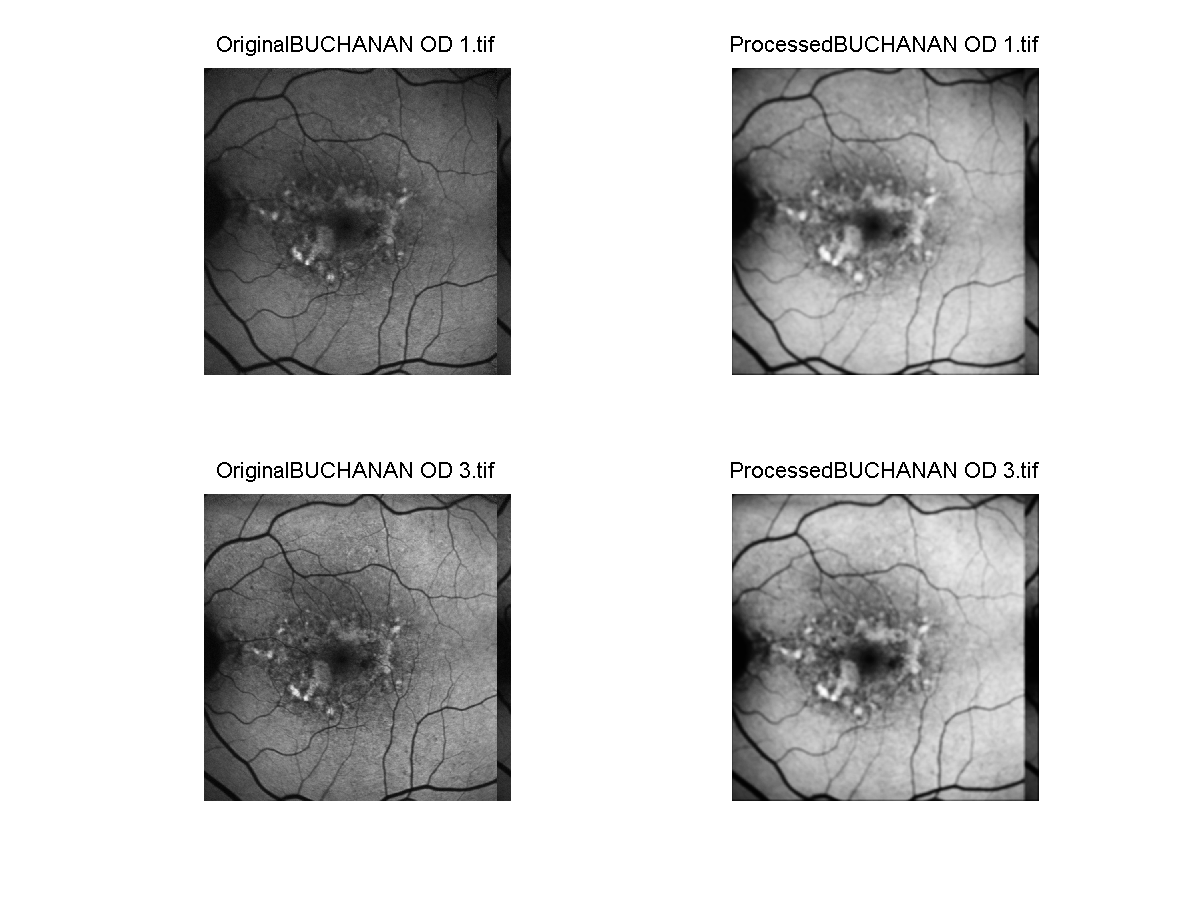 OriginalBUCHANAN OD 1.tif
ProcessedBUCHANAN OD 1.tif
OriginalBUCHANAN OD 3.tif
ProcessedBUCHANAN OD 3.tif